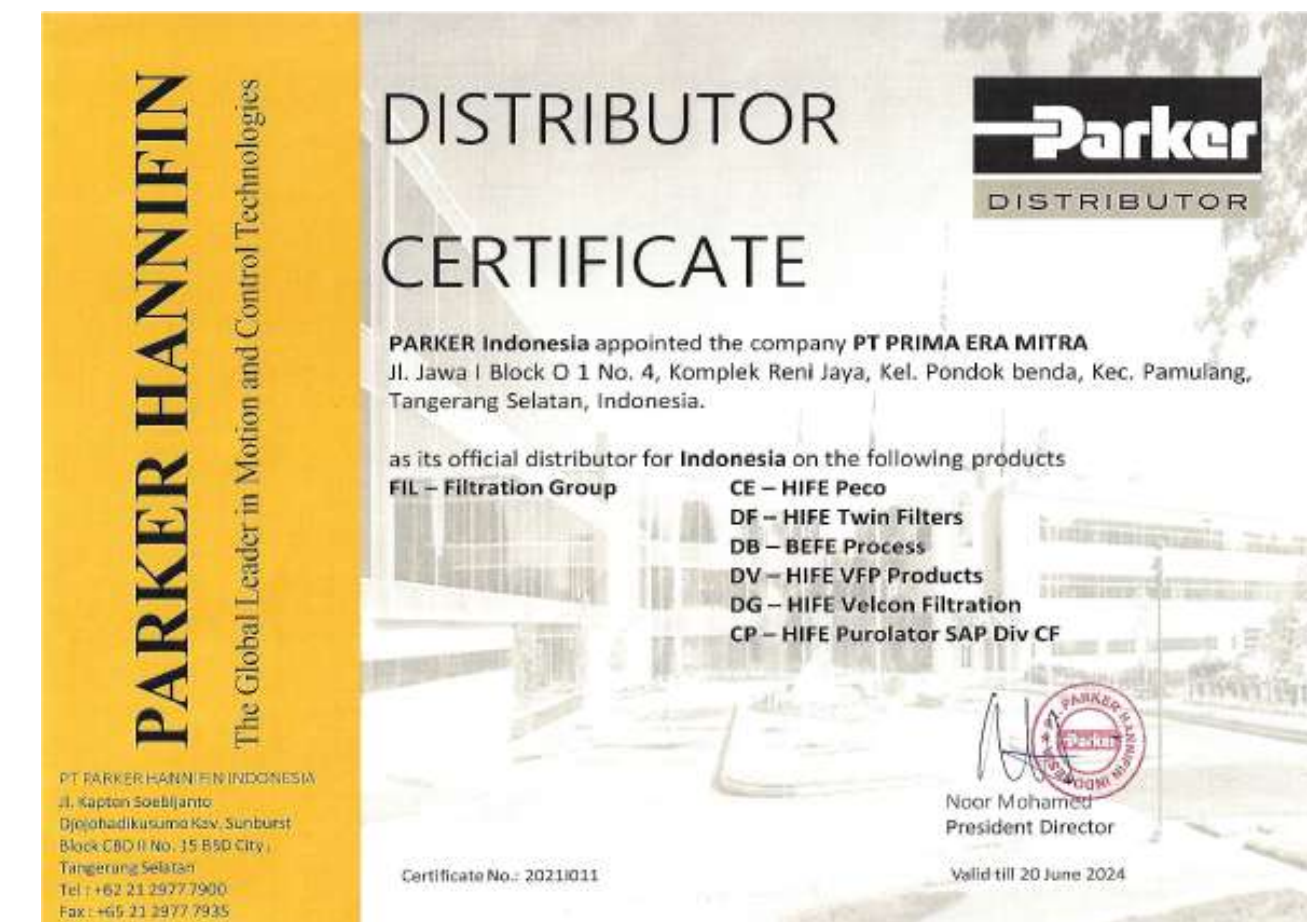 PARKER HANNIFIN
The Global Leader in Motion and Control Technologies
PT PARKER HANNIFIN INDONESIA
Jl. Kapten Soebijanto
Djojohadikusumo Kav. Sunburst
Block CBD II No. 15 BSD City,
Tangerang Selatan
Tel : +62 21 2977 7900
Fax : +65 21 2977 7935
DISTRIBUTOR
CERTIFICATE
Parker
DISTRIBUTOR
PARKER Indonesia appointed the company PT PRIMA ERA MITRA
Jl. Jawa I Block O 1 No. 4, Komplek Reni Jaya, Kel. Pondok benda, Kec. Pamulang,
Tangerang Selatan, Indonesia.
as its official distributor for Indonesia on the following products
FIL – Filtration Group
CE – HIFE Peco
DF – HIFE Twin Filters
DB – BEFE Process
DV – HIFE VFP Products
DG – HIFE Velcon Filtration
CP – HIFE Purolator SAP Div CF
PT. PARKER HANNIFIN INDONESIA
Parker
Noor Mohamed
President Director
Certificate No.: 2021I011
Valid till 20 June 2024